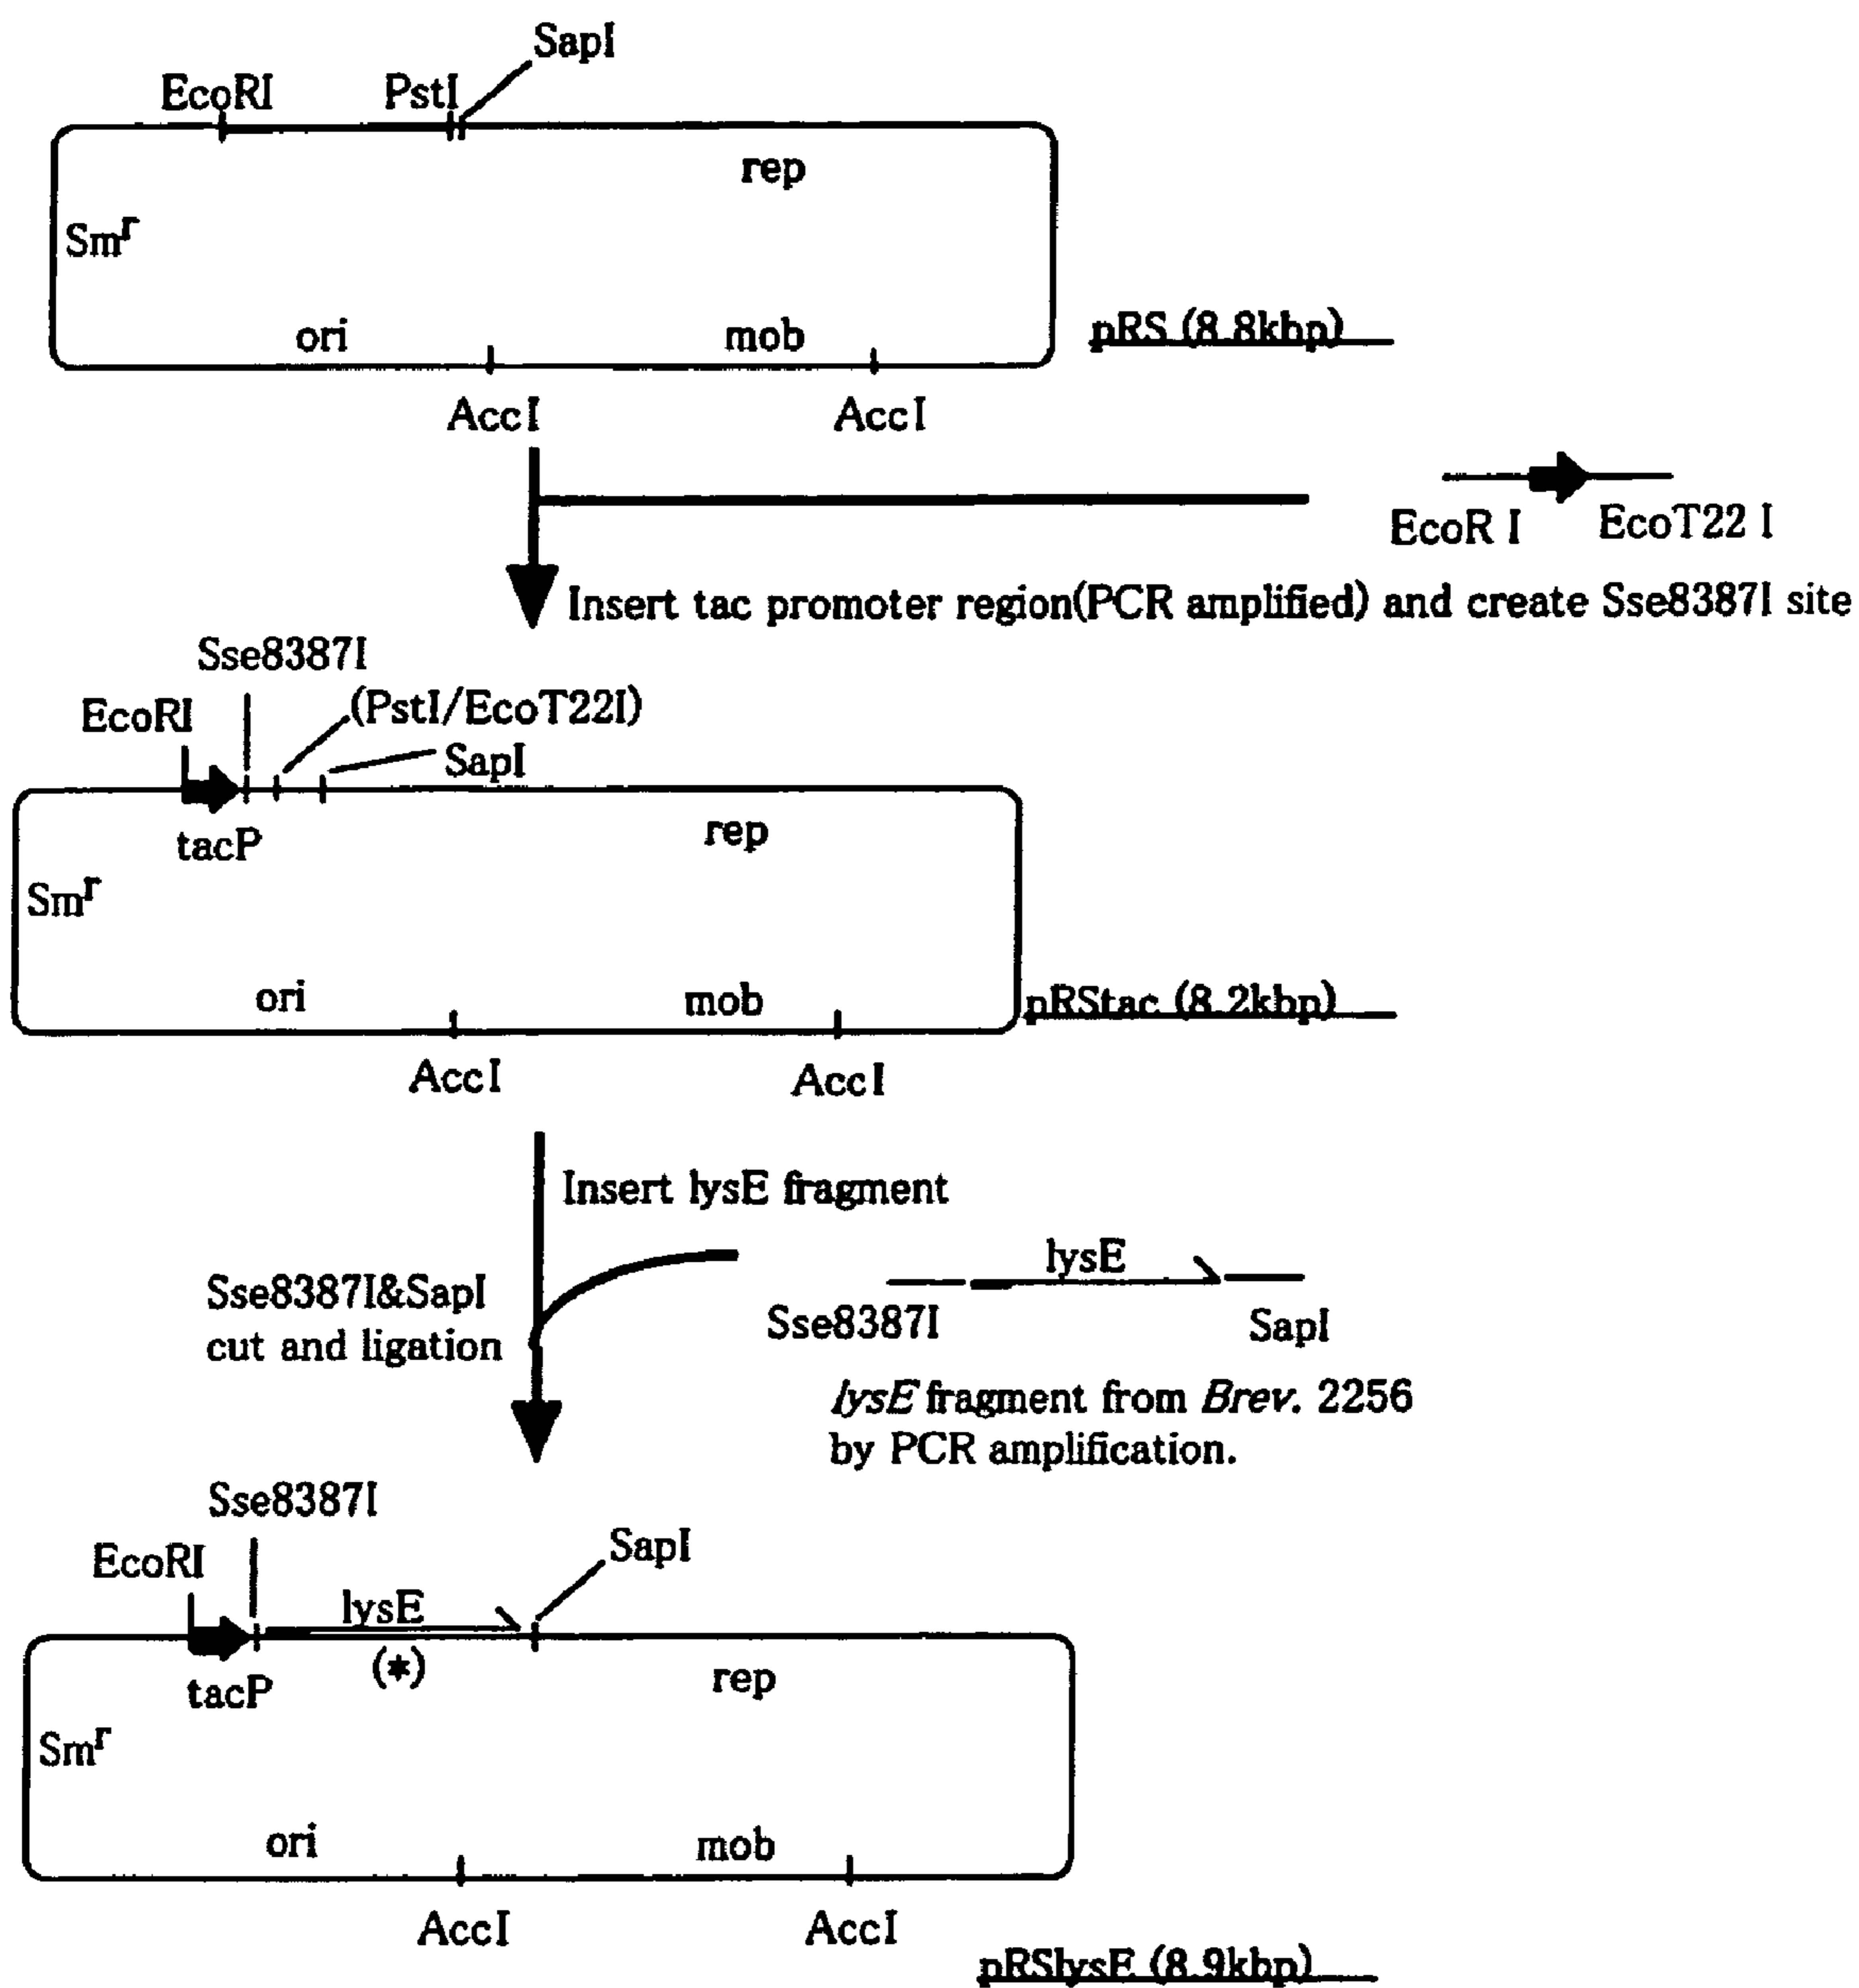 SapI
EcoRI
PstI
rep
Smr
ori
mob
pRS (8.8kbp)
AccI
AccI
EcoR I
EcoT22 I
Insert tac promoter region(PCR amplified) and create Sse8387I site
Sse8387I
(PstI/EcoT22I)
EcoRI
SapI
tacP
rep
Smr
ori
mob
pRStac (8.2kbp)
AccI
AccI
Insert lysE fragment
lysE
Sse8387I&SapI
cut and ligation
Sse8387I
SapI
lysE fragment from Brev. 2256
by PCR amplification.
Sse8387I
SapI
EcoRI
lysE
(*)
tacP
rep
Smr
ori
mob
AccI
AccI
pRSlysE (8.9kbp)